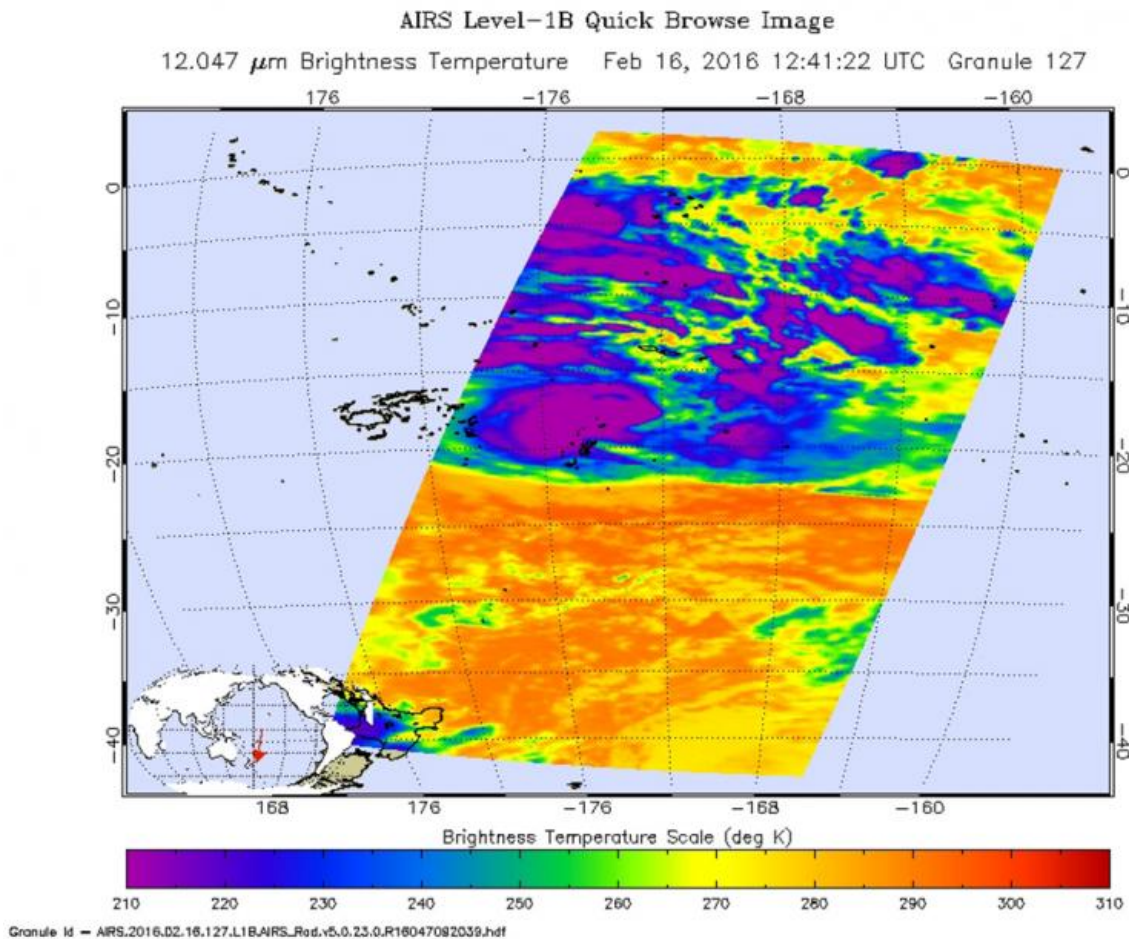 AIRS Level-1B Quick Browse Image
12.047 μm Brightness Temperature Feb 16, 2016 12:41:22 UTC Granule 127
176 -176 -168 -160
0 0
-10 -10
-20 -20
-30 -30
-40 -40
168 176 -176 -168 -160
Brightness Temperature Scale (deg K)
210 220 230 240 250 260 270 280 290 300 310
Granule Id - AIRS.2016.02.16.127.L1B.AIRS_Rad.v5.0.23.0.R16047082039.hdf